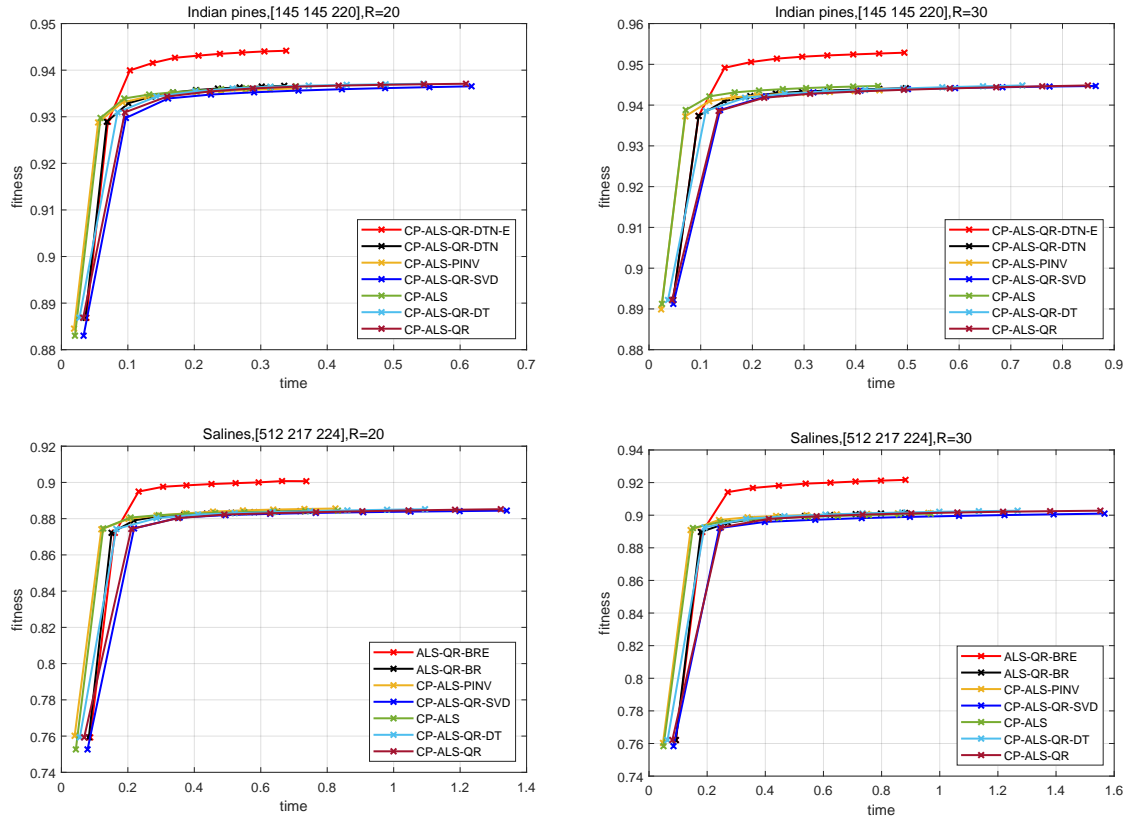 Indian pines,[145 145 220],R=20
0.95
0.94
0.93
0.92
0.91
0.9
0.89
0.88
fitness
0
0.1
0.2
0.3
0.4
0.5
0.6
0.7
time
CP-ALS-QR-DTN-E
CP-ALS-QR-DTN
CP-ALS-PINV
CP-ALS-QR-SVD
CP-ALS
CP-ALS-QR-DT
CP-ALS-QR
Indian pines,[145 145 220],R=30
0.96
0.95
0.94
0.93
0.92
0.91
0.9
0.89
0.88
fitness
0
0.1
0.2
0.3
0.4
0.5
0.6
0.7
0.8
0.9
time
CP-ALS-QR-DTN-E
CP-ALS-QR-DTN
CP-ALS-PINV
CP-ALS-QR-SVD
CP-ALS
CP-ALS-QR-DT
CP-ALS-QR
Salines,[512 217 224],R=20
0.92
0.9
0.88
0.86
0.84
0.82
0.8
0.78
0.76
0.74
fitness
0
0.2
0.4
0.6
0.8
1
1.2
1.4
time
ALS-QR-BRE
ALS-QR-BR
CP-ALS-PINV
CP-ALS-QR-SVD
CP-ALS
CP-ALS-QR-DT
CP-ALS-QR
Salines,[512 217 224],R=30
0.94
0.92
0.9
0.88
0.86
0.84
0.82
0.8
0.78
0.76
0.74
fitness
0
0.2
0.4
0.6
0.8
1
1.2
1.4
1.6
time
ALS-QR-BRE
ALS-QR-BR
CP-ALS-PINV
CP-ALS-QR-SVD
CP-ALS
CP-ALS-QR-DT
CP-ALS-QR